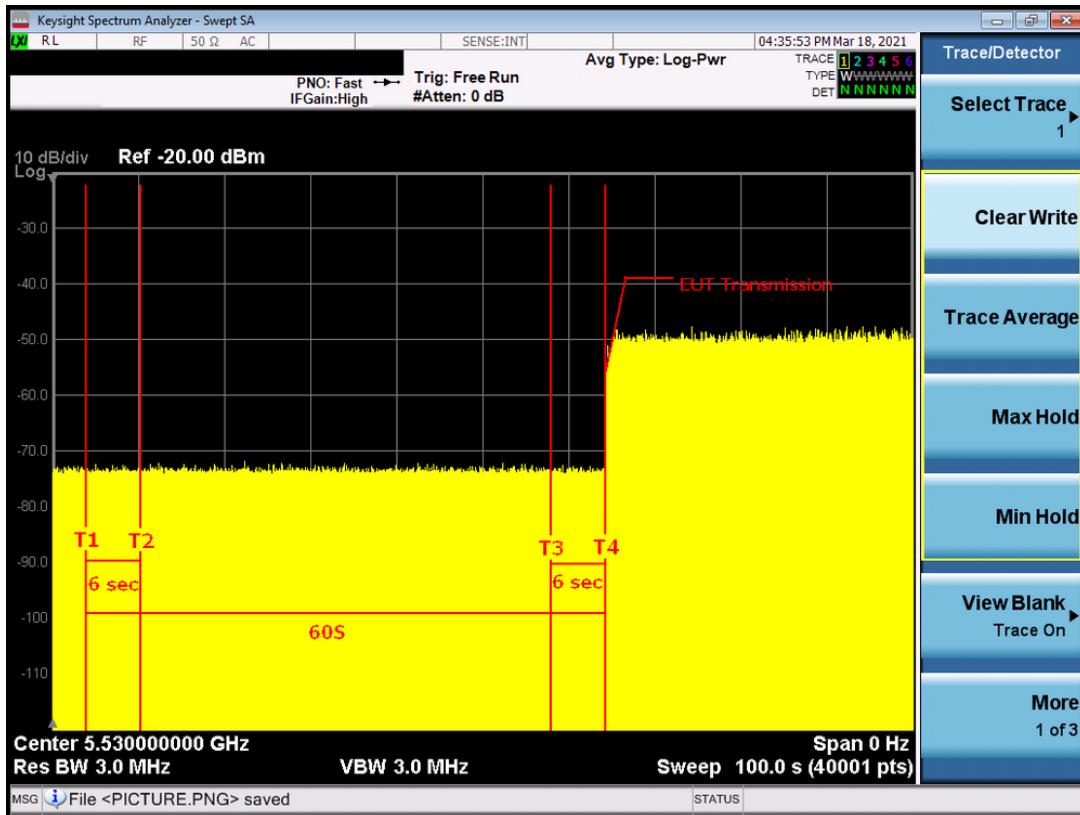 Keysight Spectrum Analyzer - Swept SA
LXI RL RF 50 Ω AC SENSE:INT 04:35:53 PM Mar 18, 2021
PNO: Fast
IFGain:High
Trig: Free Run
#Atten: 0 dB
Avg Type: Log-Pwr
TRACE 1 2 3 4 5 6
TYPE WWWWWW
DET N N N N N N
10 dB/div Ref -20.00 dBm
Log
-30.0
-40.0
-50.0
-60.0
-70.0
-80.0
-90.0
-100
-110
EUT Transmission
T1 T2 T3 T4
6 sec 6 sec
60S
Center 5.530000000 GHz Span 0 Hz
Res BW 3.0 MHz VBW 3.0 MHz Sweep 100.0 s (40001 pts)
MSG File <PICTURE.PNG> saved STATUS
Trace/Detector
Select Trace
1
Clear Write
Trace Average
Max Hold
Min Hold
View Blank
Trace On
More
1 of 3